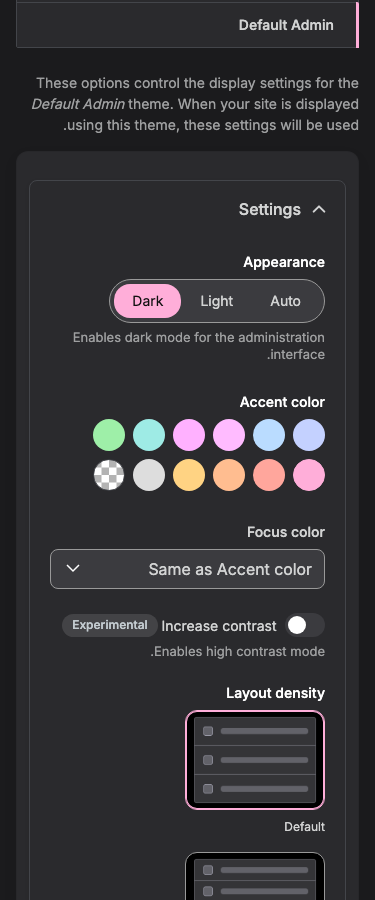 Default Admin
These options control the display settings for the
Default Admin theme. When your site is displayed
.using this theme, these settings will be used
Settings
Appearance
Dark Light Auto
Enables dark mode for the administration
.interface
Accent color
Focus color
Same as Accent color
Experimental Increase contrast
.Enables high contrast mode
Layout density
Default